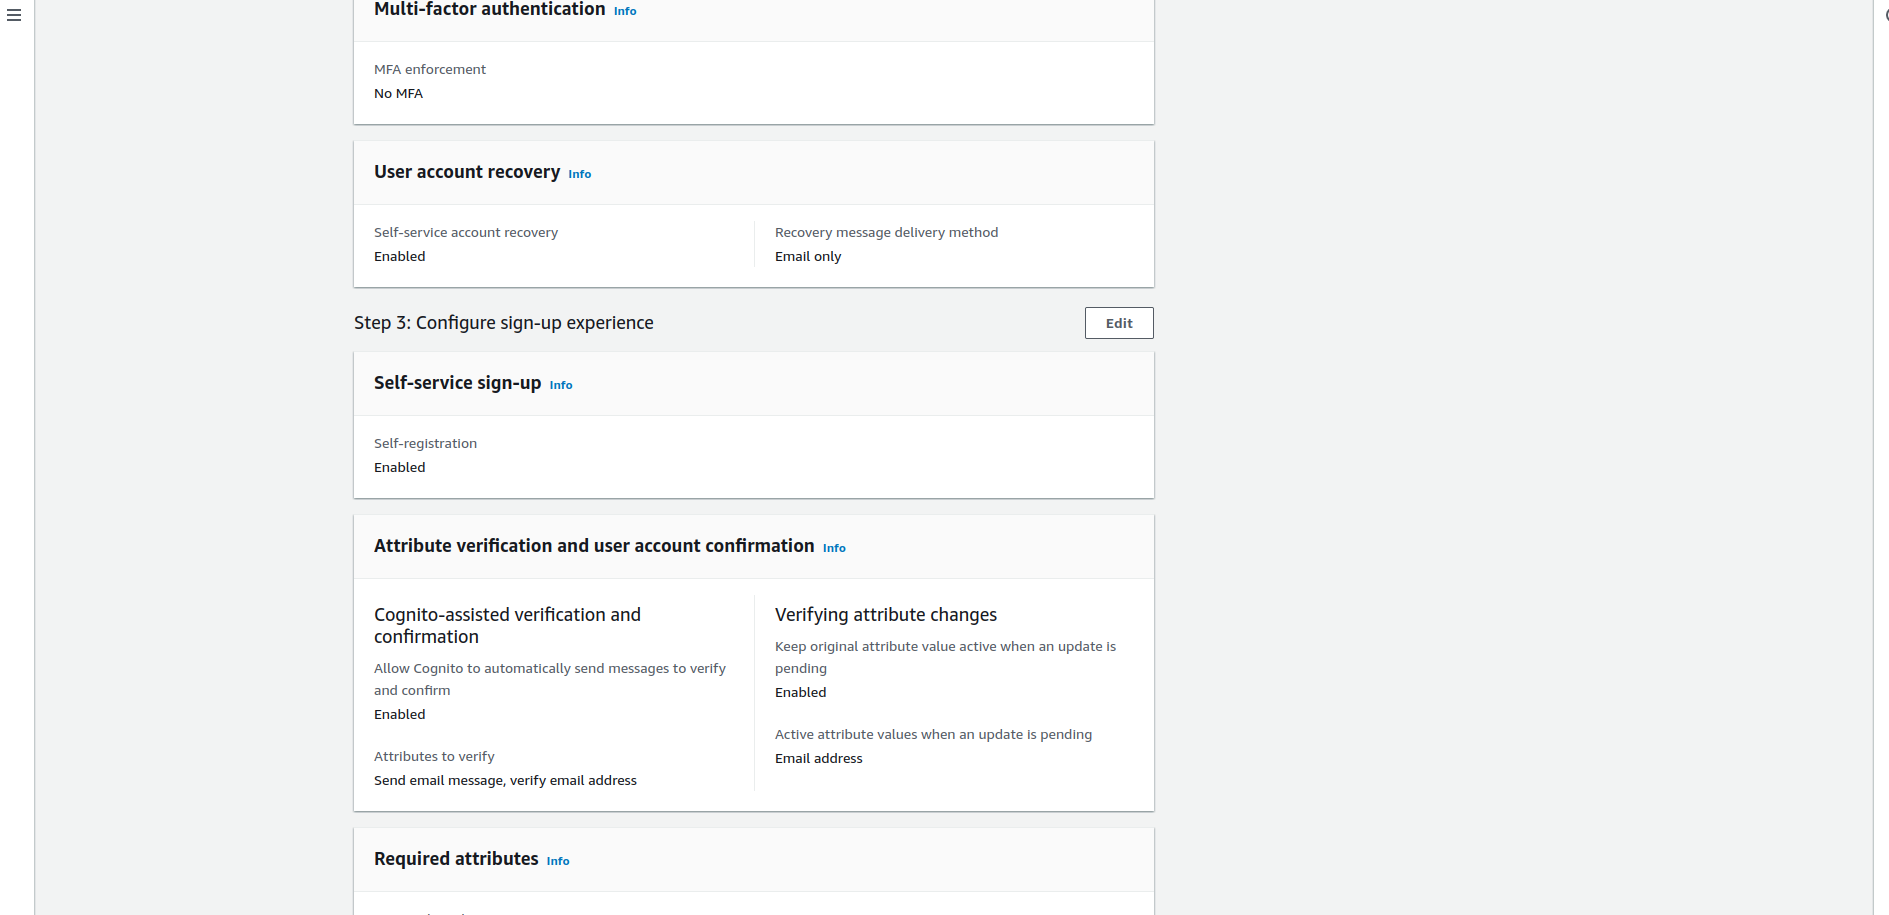 Multi-factor authentication Info
MFA enforcement
No MFA
User account recovery Info
Self-service account recovery
Enabled
Recovery message delivery method
Email only
Step 3: Configure sign-up experience
Edit
Self-service sign-up Info
Self-registration
Enabled
Attribute verification and user account confirmation Info
Cognito-assisted verification and
confirmation
Allow Cognito to automatically send messages to verify
and confirm
Enabled
Attributes to verify
Send email message, verify email address
Verifying attribute changes
Keep original attribute value active when an update is
pending
Enabled
Active attribute values when an update is pending
Email address
Required attributes Info